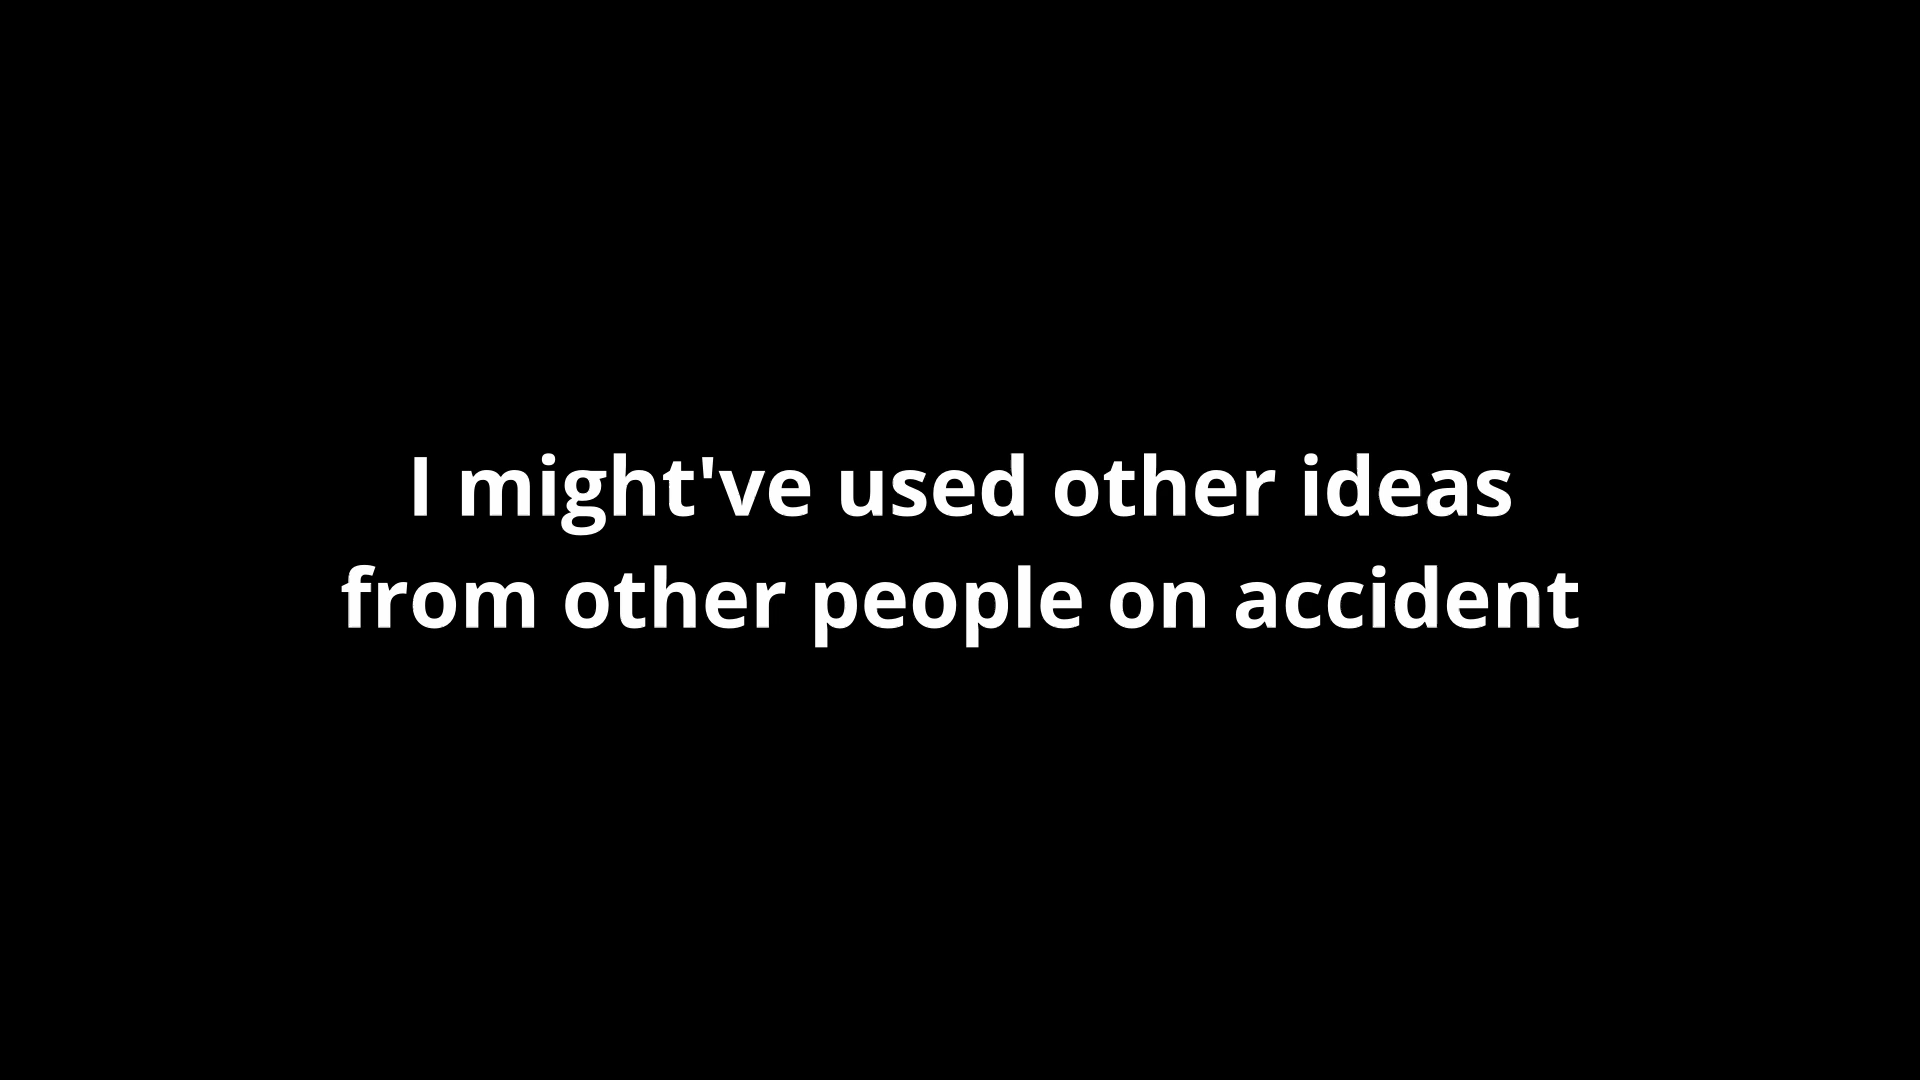 I might've used other ideas
from other people on accident